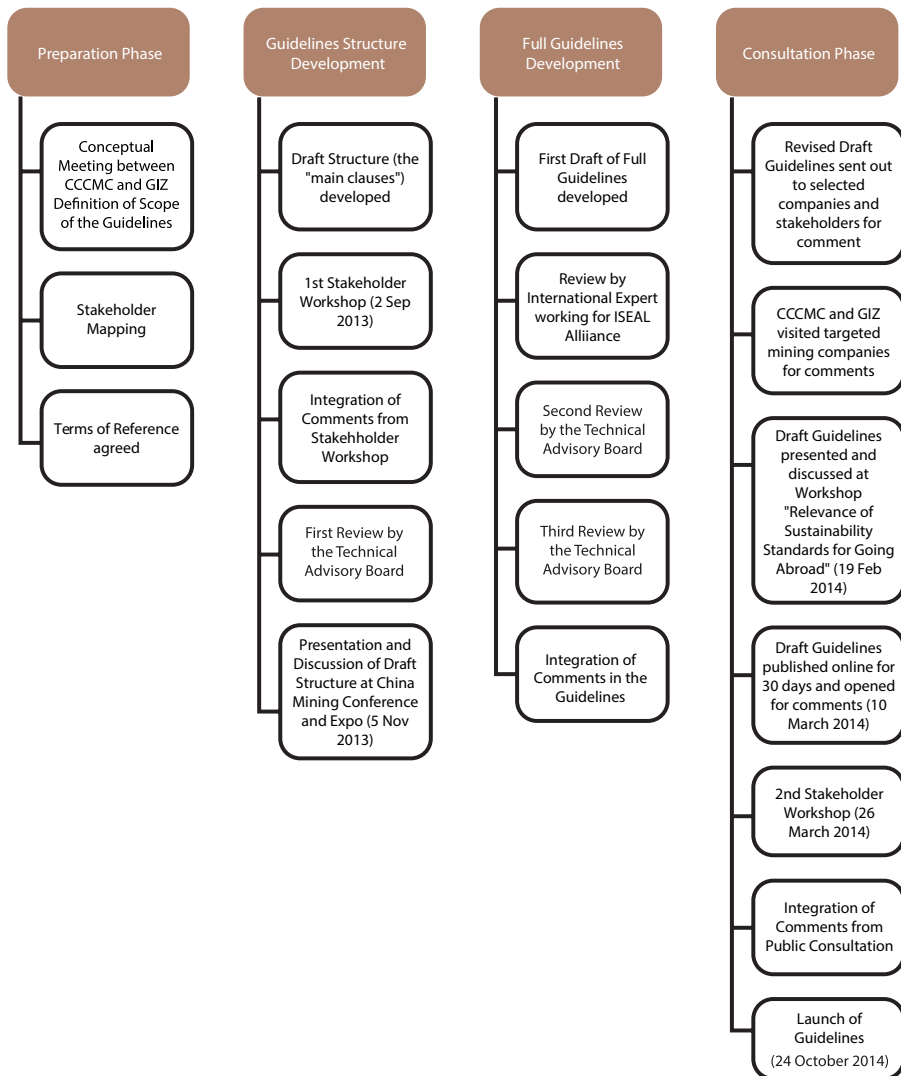 Preparation Phase
Conceptual
Meeting between
CCCMC and GIZ
Definition of Scope
of the Guidelines
Stakeholder
Mapping
Terms of Reference
agreed
Guidelines Structure
Development
Draft Structure (the
"main clauses")
developed
1st Stakeholder
Workshop (2 Sep
2013)
Integration of
Comments from
Stakehholder
Workshop
First Review by
the Technical
Advisory Board
Presentation and
Discussion of Draft
Structure at China
Mining Conference
and Expo (5 Nov
2013)
Full Guidelines
Development
First Draft of Full
Guidelines
developed
Review by
International Expert
working for ISEAL
Alliiance
Second Review
by the Technical
Advisory Board
Third Review by
the Technical
Advisory Board
Integration of
Comments in the
Guidelines
Consultation Phase
Revised Draft
Guidelines sent out
to selected
companies and
stakeholders for
comment
CCCMC and GIZ
visited targeted
mining companies
for comments
Draft Guidelines
presented and
discussed at
Workshop
"Relevance of
Sustainability
Standards for Going
Abroad" (19 Feb
2014)
Draft Guidelines
published online for
30 days and opened
for comments (10
March 2014)
2nd Stakeholder
Workshop (26
March 2014)
Integration of
Comments from
Public Consultation
Launch of
Guidelines
(24 October 2014)